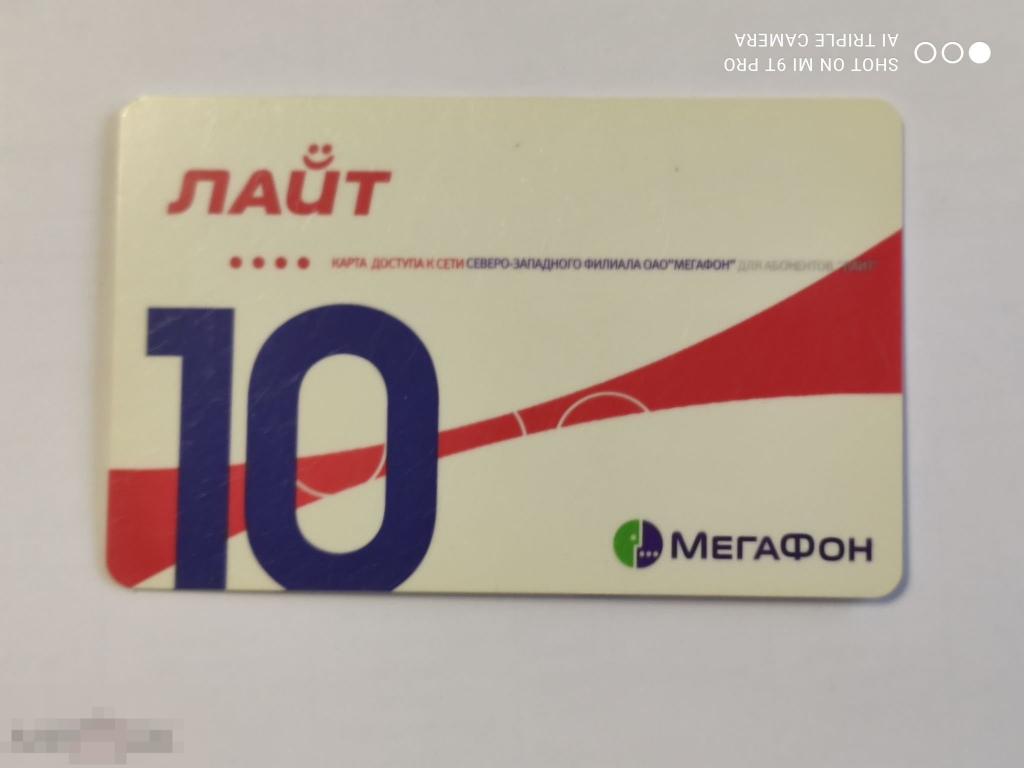 SHOT ON MI 9T PRO
AI TRIPLE CAMERA
ЛАЙТ
КАРТА ДОСТУПА К СЕТИ СЕВЕРО-ЗАПАДНОГО ФИЛИАЛА ОАО"МЕГАФОН" ДЛЯ АБОНЕНТОВ "ЛАЙТ"
10
МЕГАФОН